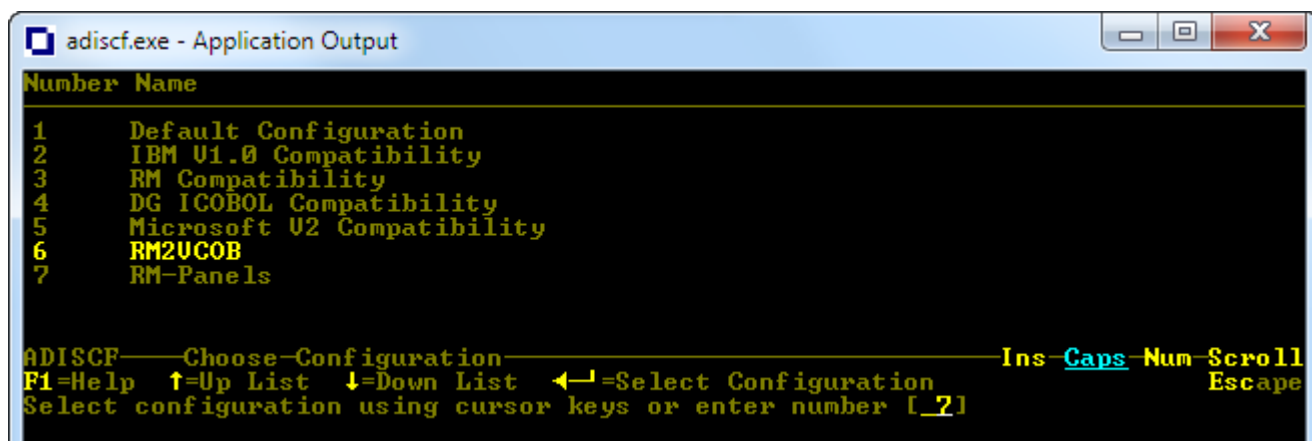 adiscf.exe - Application Output
Number Name
1 Default Configuration
2 IBM V1.0 Compatibility
3 RM Compatibility
4 DG ICOBOL Compatibility
5 Microsoft V2 Compatibility
6 RM2VCOB
7 RM-Panels
ADISCF——Choose-Configuration——Ins-Caps-Num-Scroll
F1=Help ↑=Up List ↓=Down List ◄─┘=Select Configuration Escape
Select configuration using cursor keys or enter number [_7]